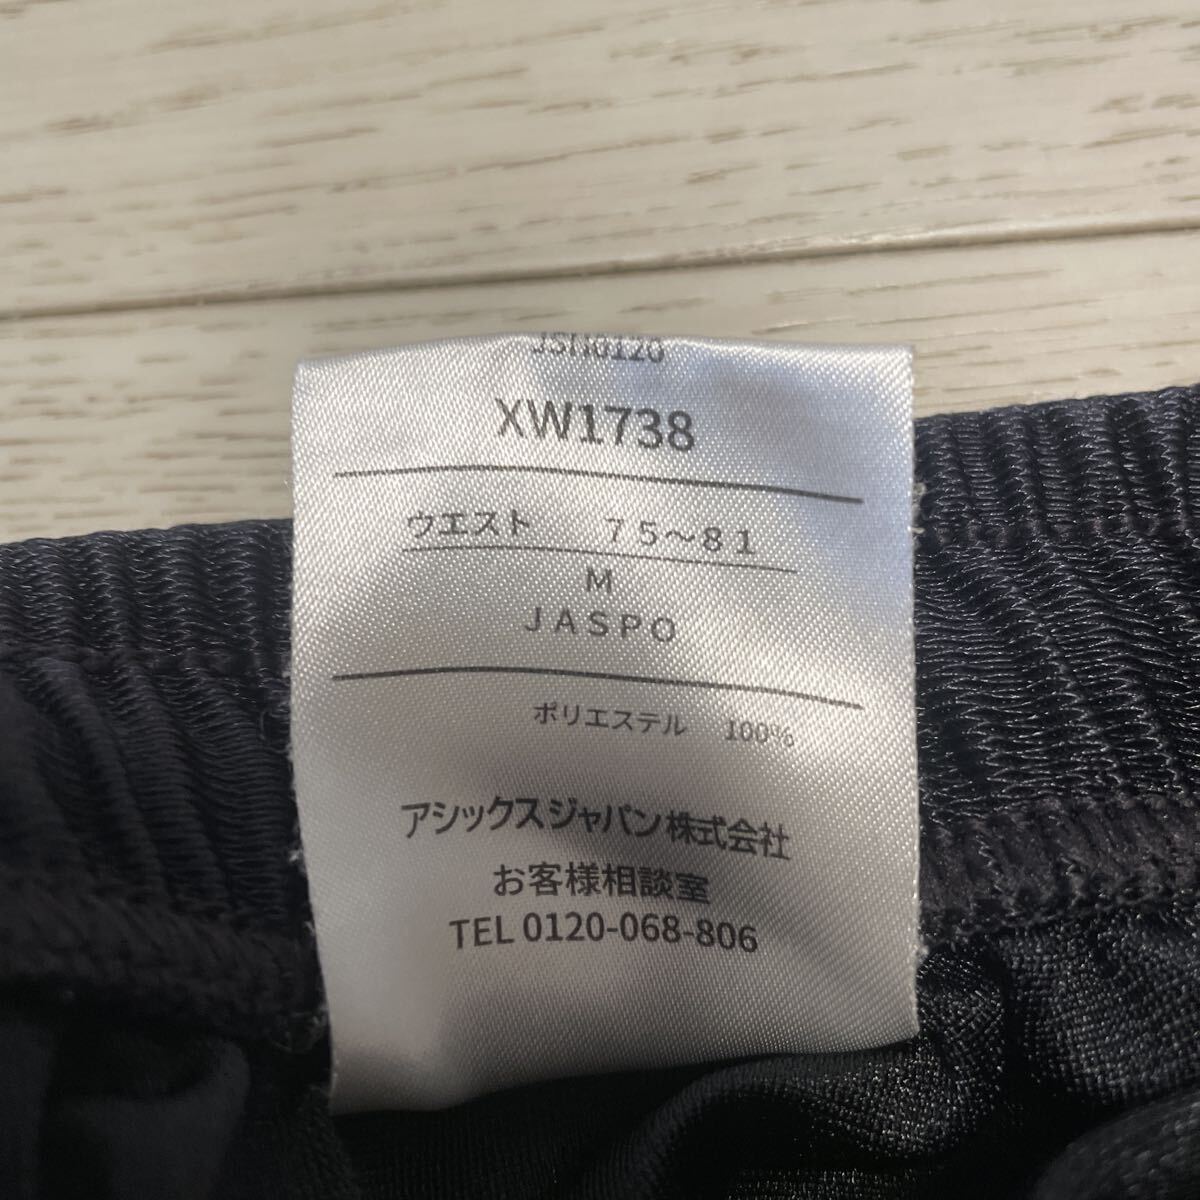 JSH0120
XW1738
ウエスト 75~81
M
JASPO
ポリエステル 100%
アシックスジャパン株式会社
お客様相談室
TEL 0120-068-806